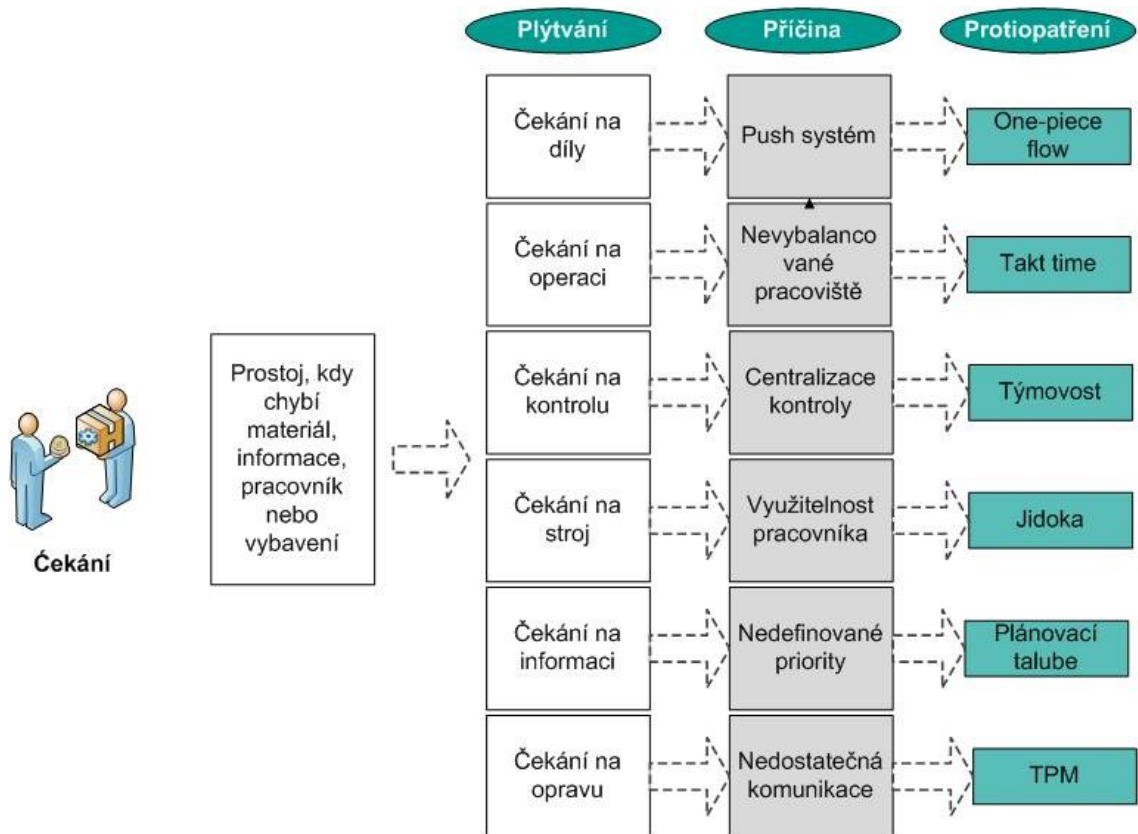 Plýtvání
Příčina
Protiopatření
Čekání na
díly
Push systém
One-piece
flow
Čekání na
operaci
Nevybalanco
vané
pracoviště
Takt time
Prostoj, kdy
chybí
materiál,
informace,
pracovník
nebo
vybavení
Ćekání
Čekání na
kontrolu
Centralizace
kontroly
Týmovost
Čekání na
stroj
Využitelnost
pracovníka
Jidoka
Čekání na
informaci
Nedefinované
priority
Plánovací
talube
Čekání na
opravu
Nedostatečná
komunikace
TPM